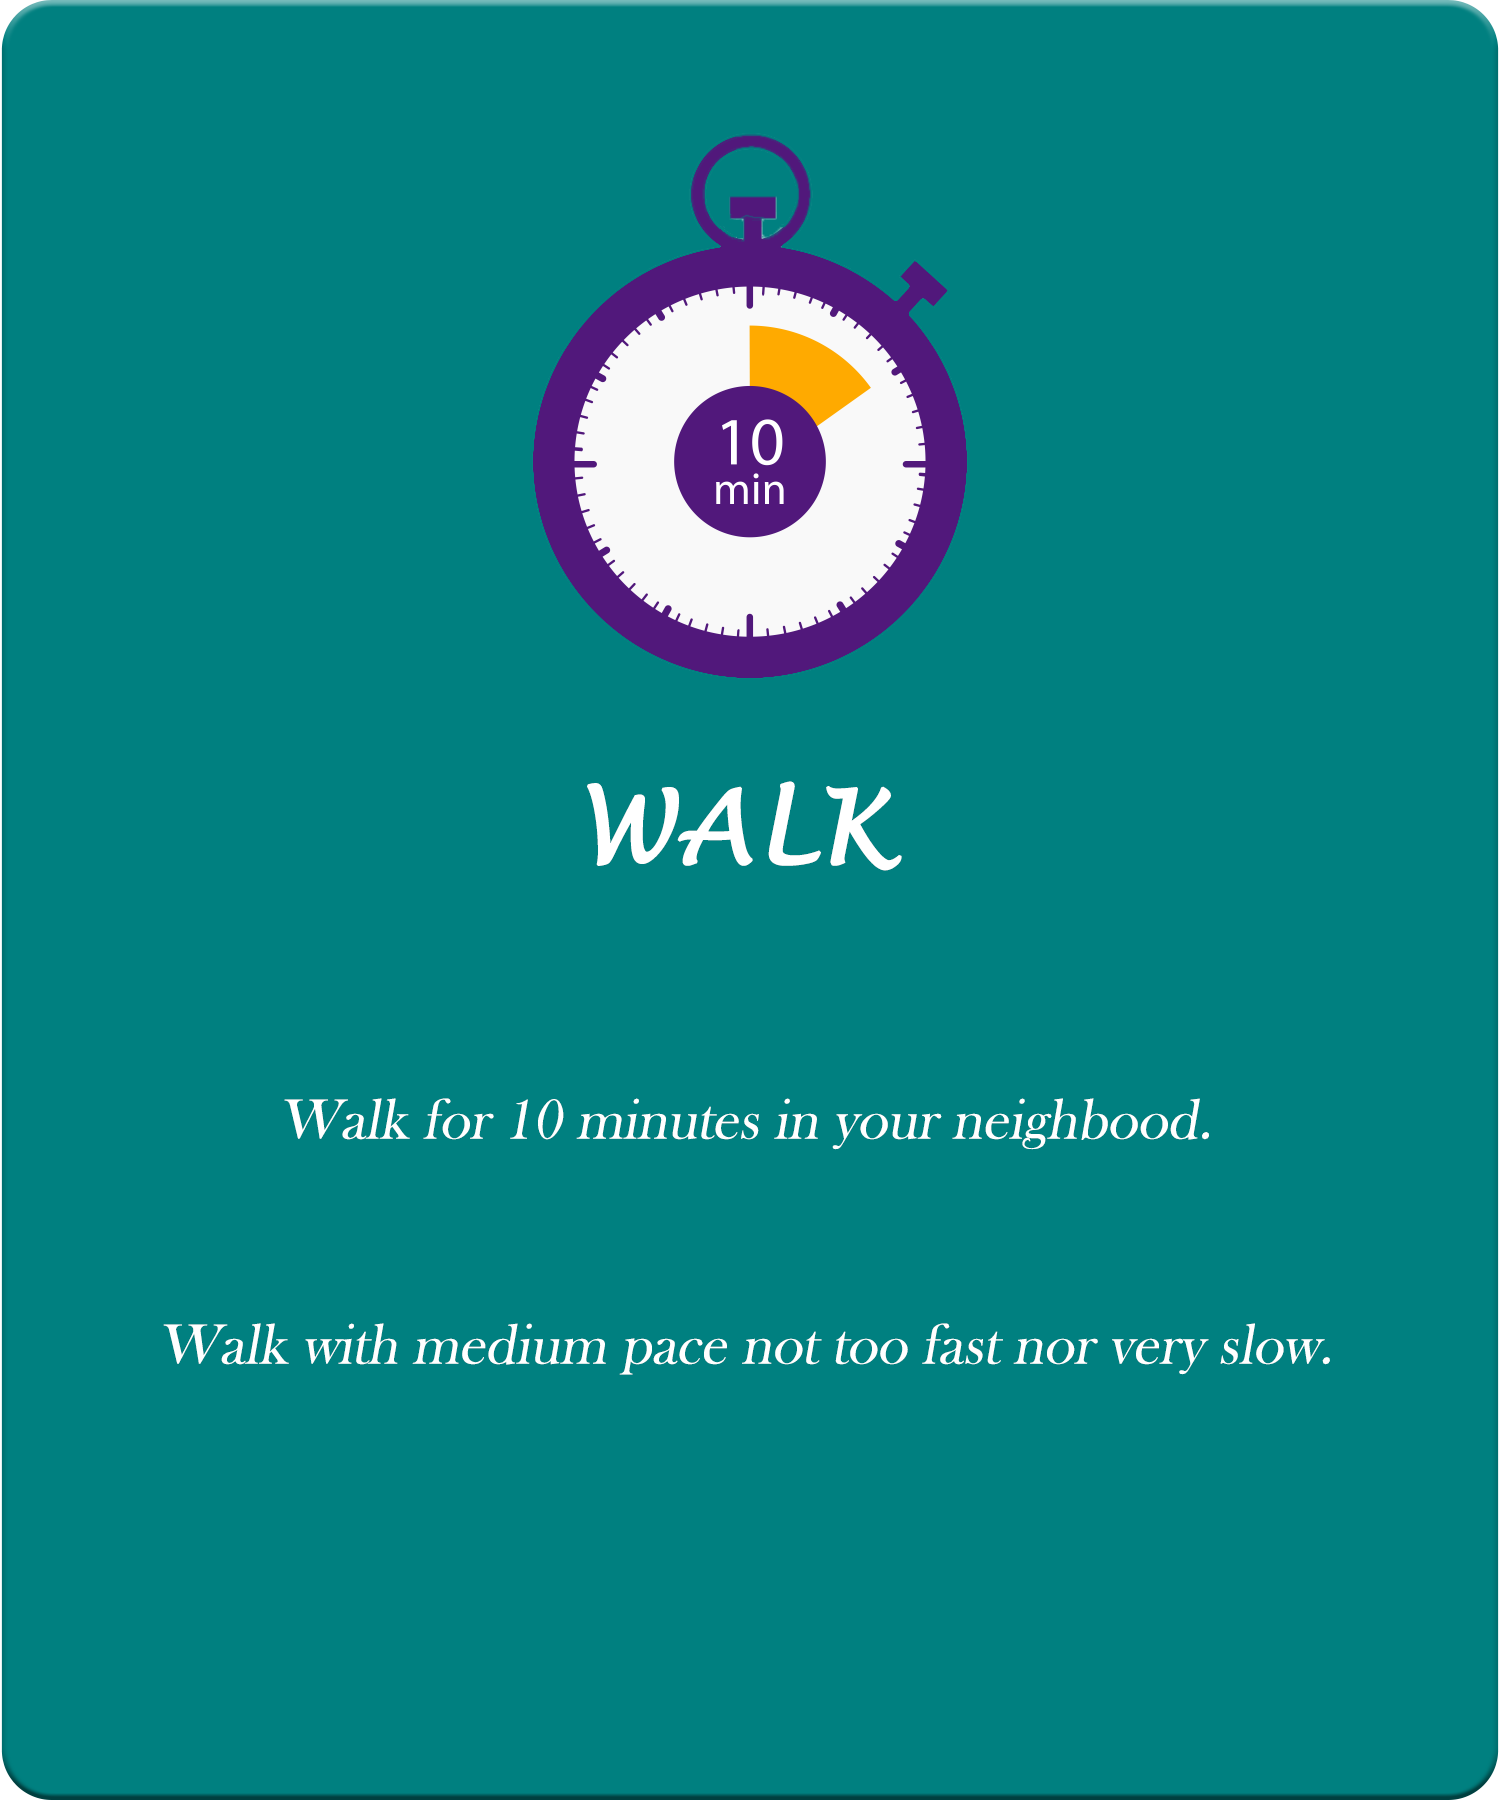 10
min
WALK
Walk for 10 minutes in your neighbood.
Walk with medium pace not too fast nor very slow.